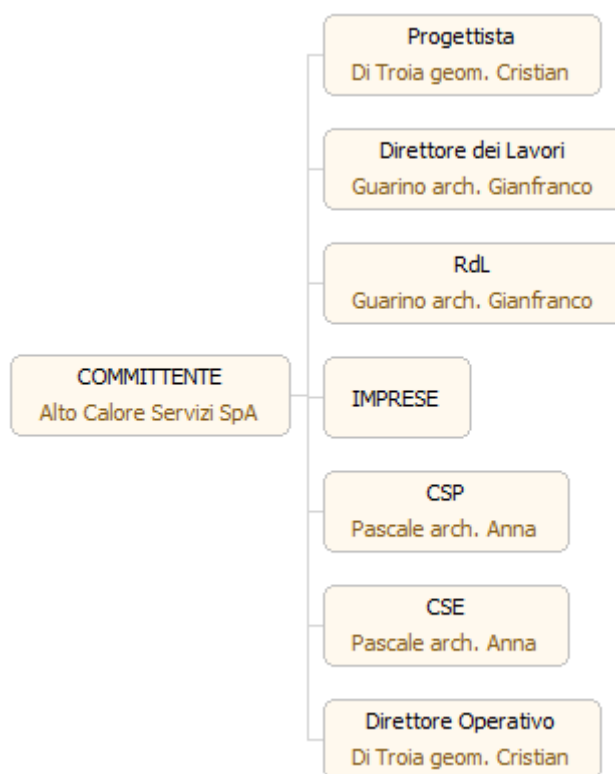 Progettista
Di Troia geom. Cristian
Direttore dei Lavori
Guarino arch. Gianfranco
RdL
Guarino arch. Gianfranco
COMMITTENTE
Alto Calore Servizi SpA
IMPRESE
CSP
Pascale arch. Anna
CSE
Pascale arch. Anna
Direttore Operativo
Di Troia geom. Cristian